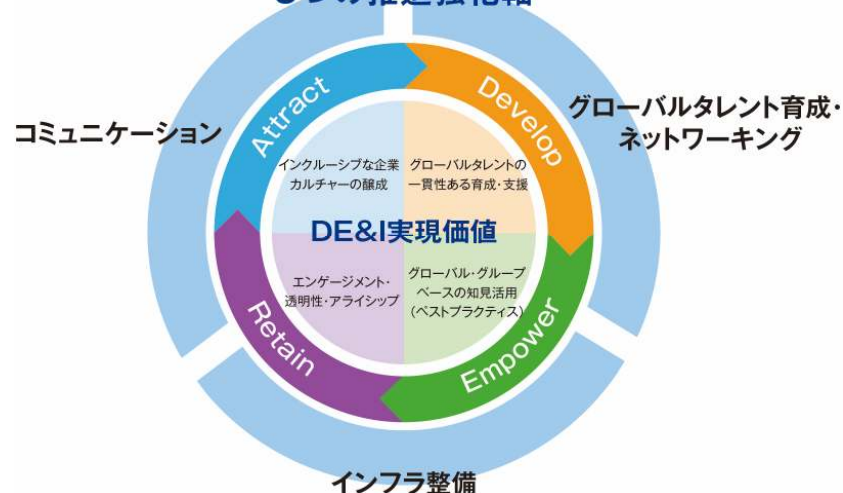 コミュニケーション
グローバルタレント育成・
ネットワーキング
Attract
Develop
インクルーシブな企業
カルチャーの醸成
グローバルタレントの
一貫性ある育成・支援
DE&I実現価値
エンゲージメント・
透明性・アライシップ
グローバル・グループ
ベースの知見活用
(ベストプラクティス)
Retain
Empower
インフラ整備